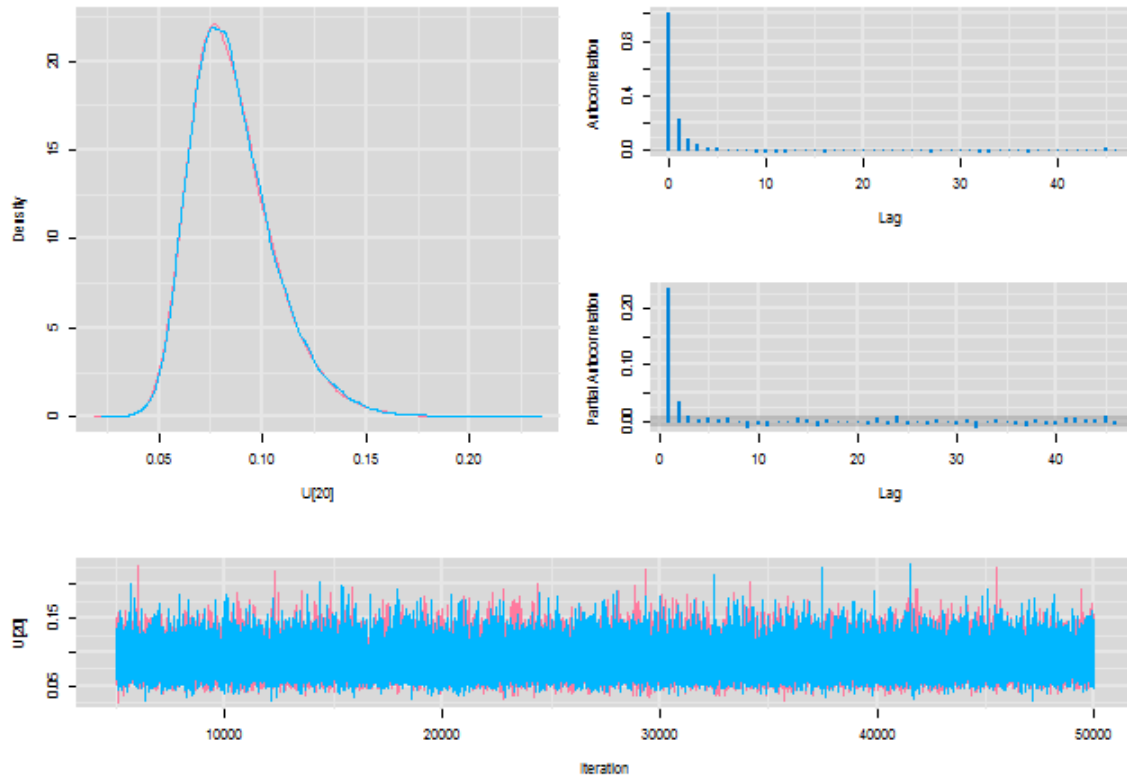 Density
0 5 10 15 20
0.05 0.10 0.15 0.20
U[20]
Autocorrelation
0.0 0.4 0.8
0 10 20 30 40
Lag
Partial Autocorrelation
0.00 0.10 0.20
0 10 20 30 40
Lag
U[20]
0.05 0.15
10000 20000 30000 40000 50000
Iteration